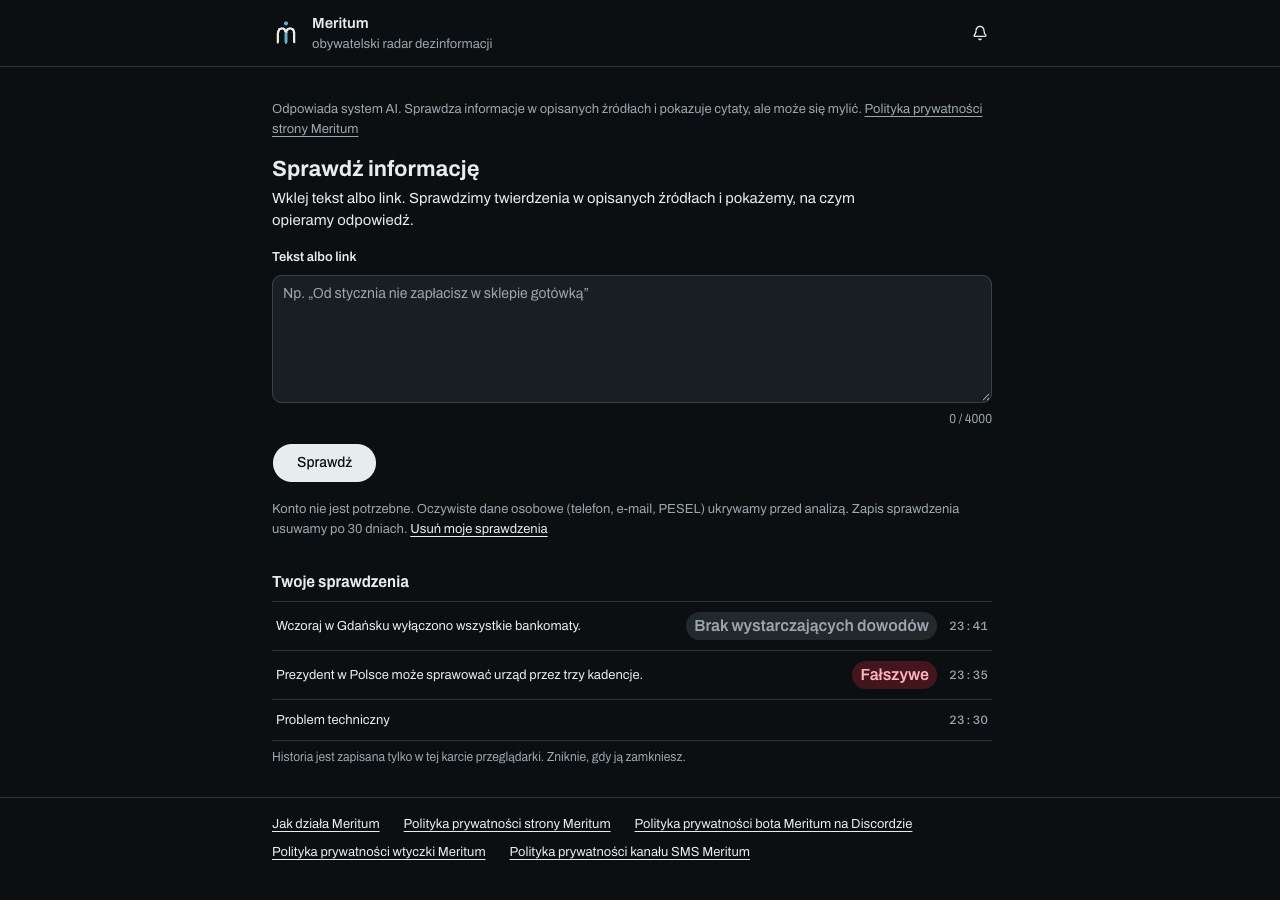 Meritum
obywatelski radar dezinformacji
Odpowiada system AI. Sprawdza informacje w opisanych źródłach i pokazuje cytaty, ale może się mylić. Polityka prywatności
strony Meritum
Sprawdź informację
Wklej tekst albo link. Sprawdzimy twierdzenia w opisanych źródłach i pokażemy, na czym
opieramy odpowiedź.
Tekst albo link
Np. „Od stycznia nie zapłacisz w sklepie gotówką”
0 / 4000
Sprawdź
Konto nie jest potrzebne. Oczywiste dane osobowe (telefon, e-mail, PESEL) ukrywamy przed analizą. Zapis sprawdzenia
usuwamy po 30 dniach. Usuń moje sprawdzenia
Twoje sprawdzenia
Wczoraj w Gdańsku wyłączono wszystkie bankomaty. Brak wystarczających dowodów 23:41
Prezydent w Polsce może sprawować urząd przez trzy kadencje. Fałszywe 23:35
Problem techniczny 23:30
Historia jest zapisana tylko w tej karcie przeglądarki. Zniknie, gdy ją zamkniesz.
Jak działa Meritum Polityka prywatności strony Meritum Polityka prywatności bota Meritum na Discordzie
Polityka prywatności wtyczki Meritum Polityka prywatności kanału SMS Meritum